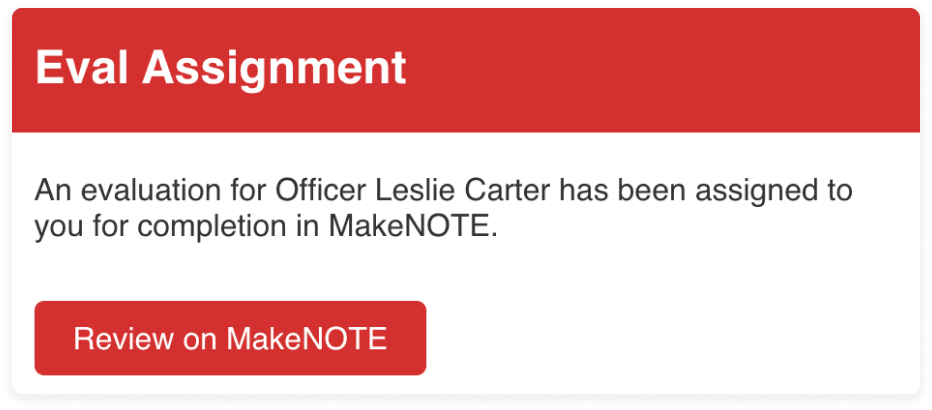 Eval Assignment
An evaluation for Officer Leslie Carter has been assigned to
you for completion in MakeNOTE.
Review on MakeNOTE